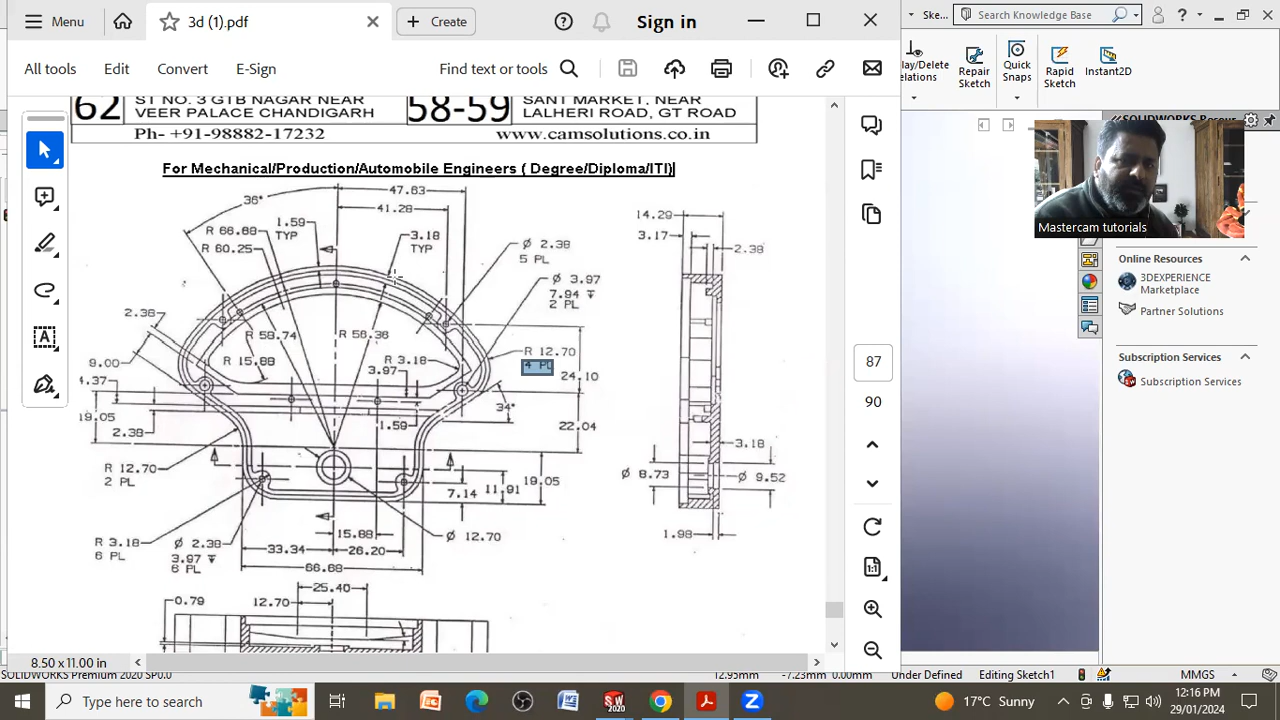 Menu
3d (1).pdf
Create
Sign in
Ske...
Search Knowledge Base
All tools
Edit
Convert
E-Sign
Find text or tools
Repair
Sketch
Quick
Snaps
Rapid
Sketch
Instant2D
62
ST NO. 3 GTB NAGAR NEAR
VEER PALACE CHANDIGARH
58-59
SANT MARKET, NEAR
LALHERI ROAD, GT ROAD
Ph- +91-98882-17232
www.camsolutions.co.in
For Mechanical/Production/Automobile Engineers ( Degree/Diploma/ITI)
Mastercam tutorials
Online Resources
3DEXPERIENCE
Marketplace
Partner Solutions
Subscription Services
Subscription Services
47.63
36°
41.28
1.59
TYP
R 66.68
R 60.25
3.18
TYP
Ø 2.38
5 PL
Ø 3.97
7.94 ↧
2 PL
14.29
3.17
2.38
2.38
R 58.74
R 56.36
R 12.70
4 PL
9.00
R 15.88
R 3.18
3.97
24.10
4.37
34°
19.05
2.38
1.59
22.04
3.18
R 12.70
2 PL
Ø 8.73
Ø 9.52
7.14
11.91
19.05
R 3.18
6 PL
Ø 2.38
3.97 ↧
6 PL
15.88
Ø 12.70
33.34
26.20
1.98
66.68
25.40
0.79
12.70
87
90
8.50 x 11.00 in
SOLIDWORKS Premium 2020 SP0.0
-7.23mm 0.00mm
Under Defined
Editing Sketch1
MMGS
Type here to search
17°C Sunny
12:16 PM
29/01/2024